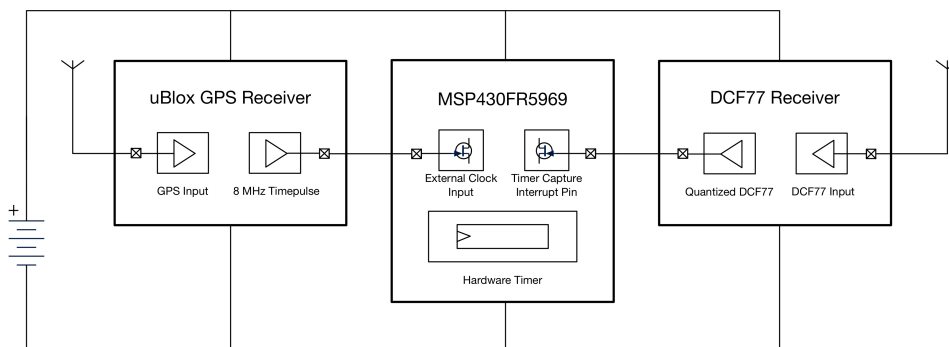 uBlox GPS Receiver
GPS Input
8 MHz Timepulse
MSP430FR5969
External Clock
Input
Timer Capture
Interrupt Pin
Hardware Timer
DCF77 Receiver
Quantized DCF77
DCF77 Input
+